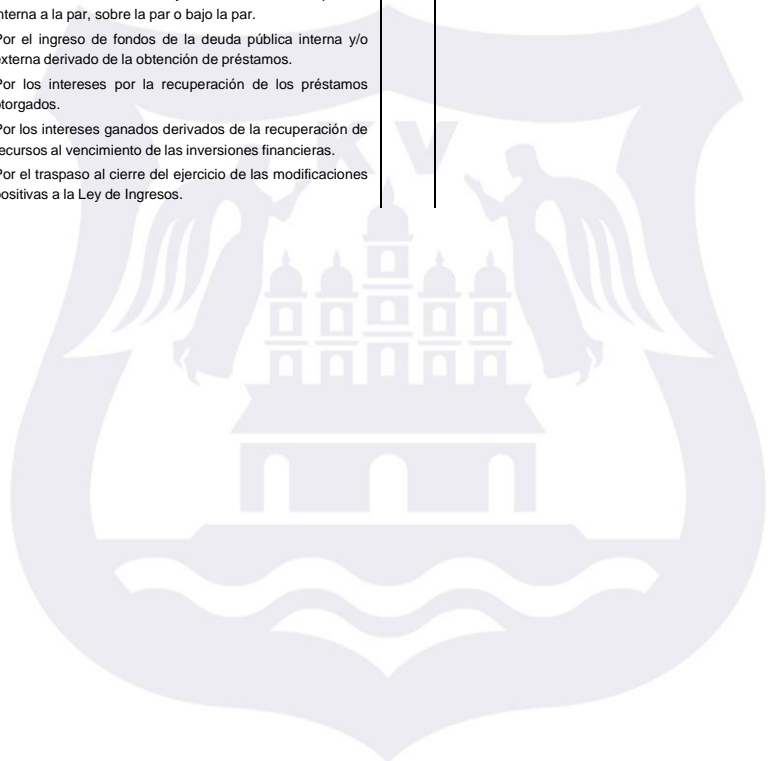 interna a la par, sobre la par o bajo la par.
Por el ingreso de fondos de la deuda pública interna y/o
externa derivado de la obtención de préstamos.
Por los intereses por la recuperación de los préstamos
otorgados.
Por los intereses ganados derivados de la recuperación de
recursos al vencimiento de las inversiones financieras.
Por el traspaso al cierre del ejercicio de las modificaciones
positivas a la Ley de Ingresos.